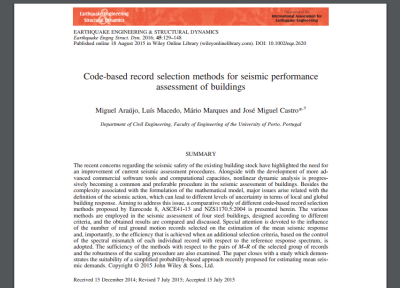 EARTHQUAKE ENGINEERING
Structural Dynamics
International Association for
Earthquake Engineering
EARTHQUAKE ENGINEERING & STRUCTURAL DYNAMICS
Earthquake Engng Struct. Dyn. 2016; 45:129–148
Published online 18 August 2015 in Wiley Online Library (wileyonlinelibrary.com). DOI: 10.1002/eqe.2620
Code-based record selection methods for seismic performance
assessment of buildings
Miguel Araújo, Luís Macedo, Mário Marques and José Miguel Castro*,†
Department of Civil Engineering, Faculty of Engineering of the University of Porto, Portugal
SUMMARY
The recent concerns regarding the seismic safety of the existing building stock have highlighted the need for
an improvement of current seismic assessment procedures. Alongside with the development of more ad-
vanced commercial software tools and computational capacities, nonlinear dynamic analysis is progres-
sively becoming a common and preferable procedure in the seismic assessment of buildings. Besides the
complexity associated with the formulation of the mathematical model, major issues arise related with the
definition of the seismic action, which can lead to different levels of uncertainty in terms of local and global
building response. Aiming to address this issue, a comparative study of different code-based record selection
methods proposed by Eurocode 8, ASCE41-13 and NZS1170.5:2004 is presented herein. The various
methods are employed in the seismic assessment of four steel buildings, designed according to different
criteria, and the obtained results are compared and discussed. Special attention is devoted to the influence
of the number of real ground motion records selected on the estimation of the mean seismic response
and, importantly, to the efficiency that is achieved when an additional selection criteria, based on the control
of the spectral mismatch of each individual record with respect to the reference response spectrum, is
adopted. The sufficiency of the methods with respect to the pairs of M–R of the selected group of records
and the robustness of the scaling procedure are also examined. The paper closes with a study which demon-
strates the suitability of a simplified probability-based approach recently proposed for estimating mean seis-
mic demands. Copyright © 2015 John Wiley & Sons, Ltd.
Received 15 December 2014; Revised 7 July 2015; Accepted 15 July 2015